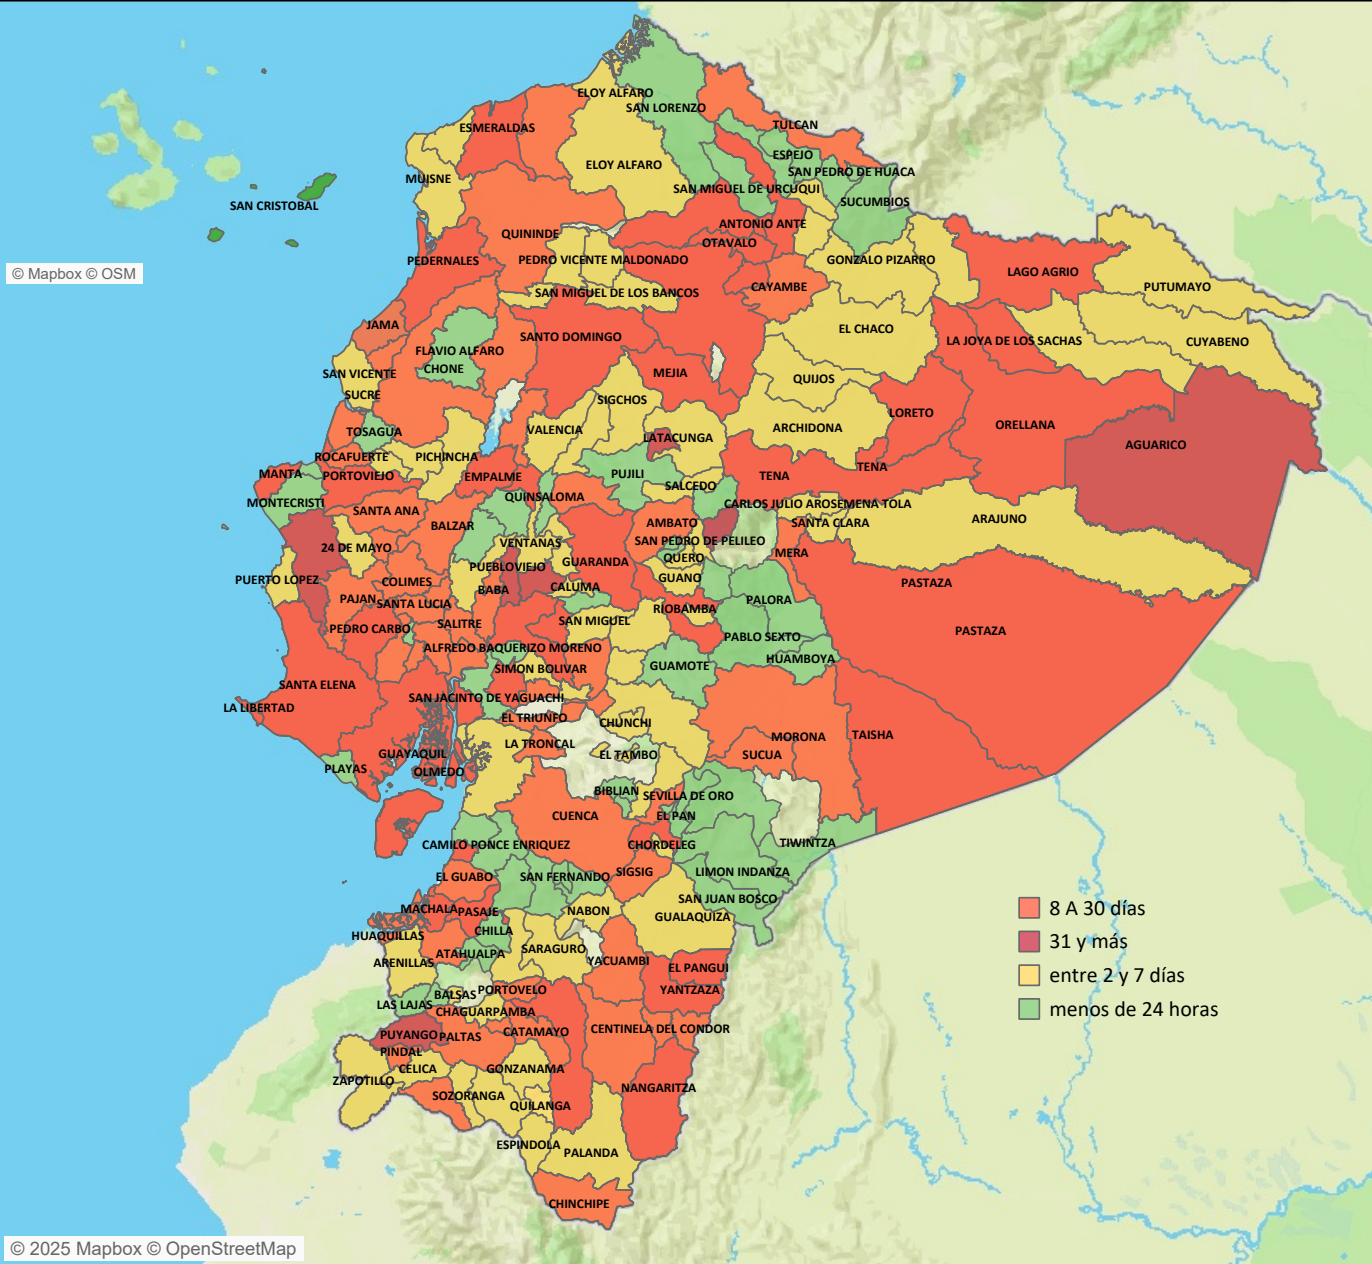 ELOY ALFARO
SAN LORENZO
ESMERALDAS
TULCAN
ESPEJO
ELOY ALFARO
SAN PEDRO DE HUACA
MUISNE
SAN MIGUEL DE URCUQUI
SUCUMBIOS
SAN CRISTOBAL
ANTONIO ANTE
QUININDE
OTAVALO
PEDERNALES
PEDRO VICENTE MALDONADO
GONZALO PIZARRO
© Mapbox © OSM
LAGO AGRIO
CAYAMBE
PUTUMAYO
SAN MIGUEL DE LOS BANCOS
JAMA
EL CHACO
SANTO DOMINGO
LA JOYA DE LOS SACHAS
CUYABENO
FLAVIO ALFARO
CHONE
SAN VICENTE
MEJIA
QUIJOS
SUCRE
SIGCHOS
LORETO
ORELLANA
TOSAGUA
VALENCIA
ARCHIDONA
LATACUNGA
AGUARICO
ROCAFUERTE
PICHINCHA
TENA
MANTA
PORTOVIEJO
EMPALME
PUJILI
TENA
SALCEDO
MONTECRISTI
QUINSALOMA
CARLOS JULIO AROSEMENA TOLA
SANTA ANA
BALZAR
AMBATO
SANTA CLARA
ARAJUNO
24 DE MAYO
VENTANAS
SAN PEDRO DE PELILEO
MERA
QUERO
PUEBLOVIEJO
GUARANDA
PUERTO LOPEZ
COLIMES
BABA
CALUMA
GUANO
PASTAZA
PAJAN
SANTA LUCIA
RIOBAMBA
PALORA
PEDRO CARBO
SALITRE
SAN MIGUEL
PABLO SEXTO
PASTAZA
ALFREDO BAQUERIZO MORENO
HUAMBOYA
SIMON BOLIVAR
GUAMOTE
SANTA ELENA
SAN JACINTO DE YAGUACHI
LA LIBERTAD
EL TRIUNFO
CHUNCHI
MORONA
TAISHA
GUAYAQUIL
LA TRONCAL
EL TAMBO
SUCUA
PLAYAS
OLMEDO
BIBLIAN
SEVILLA DE ORO
CUENCA
EL PAN
CAMILO PONCE ENRIQUEZ
CHORDELEG
TIWINTZA
EL GUABO
SAN FERNANDO
SIGSIG
LIMON INDANZA
SAN JUAN BOSCO
MACHALA
PASAJE
NABON
GUALAQUIZA
8 A 30 días
HUAQUILLAS
CHILLA
31 y más
ATAHUALPA
SARAGURO
ARENILLAS
YACUAMBI
EL PANGUI
entre 2 y 7 días
BALSAS
PORTOVELO
YANTZAZA
LAS LAJAS
CHAGUARPAMBA
menos de 24 horas
PUYANGO
PALTAS
CATAMAYO
CENTINELA DEL CONDOR
PINDAL
CELICA
GONZANAMA
ZAPOTILLO
NANGARITZA
SOZORANGA
QUILANGA
ESPINDOLA
PALANDA
CHINCHIPE
© 2025 Mapbox © OpenStreetMap